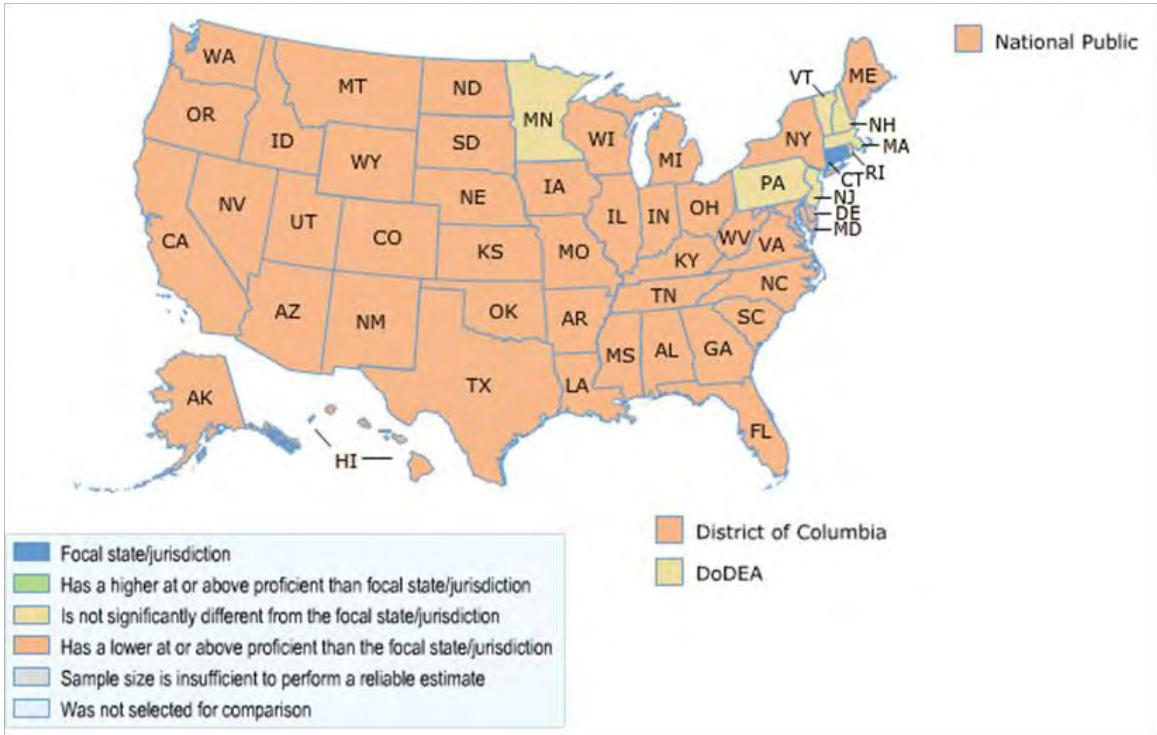 National Public
WA
MT
ND
MN
VT
ME
OR
ID
SD
WI
NY
NH
MA
WY
MI
RI
CT
IA
PA
NE
NJ
NV
UT
CO
IL
IN
OH
DE
MD
CA
KS
MO
WV
VA
KY
AZ
NM
OK
AR
TN
NC
SC
TX
MS
AL
GA
LA
AK
FL
HI
District of Columbia
DoDEA
Focal state/jurisdiction
Has a higher at or above proficient than focal state/jurisdiction
Is not significantly different from the focal state/jurisdiction
Has a lower at or above proficient than the focal state/jurisdiction
Sample size is insufficient to perform a reliable estimate
Was not selected for comparison